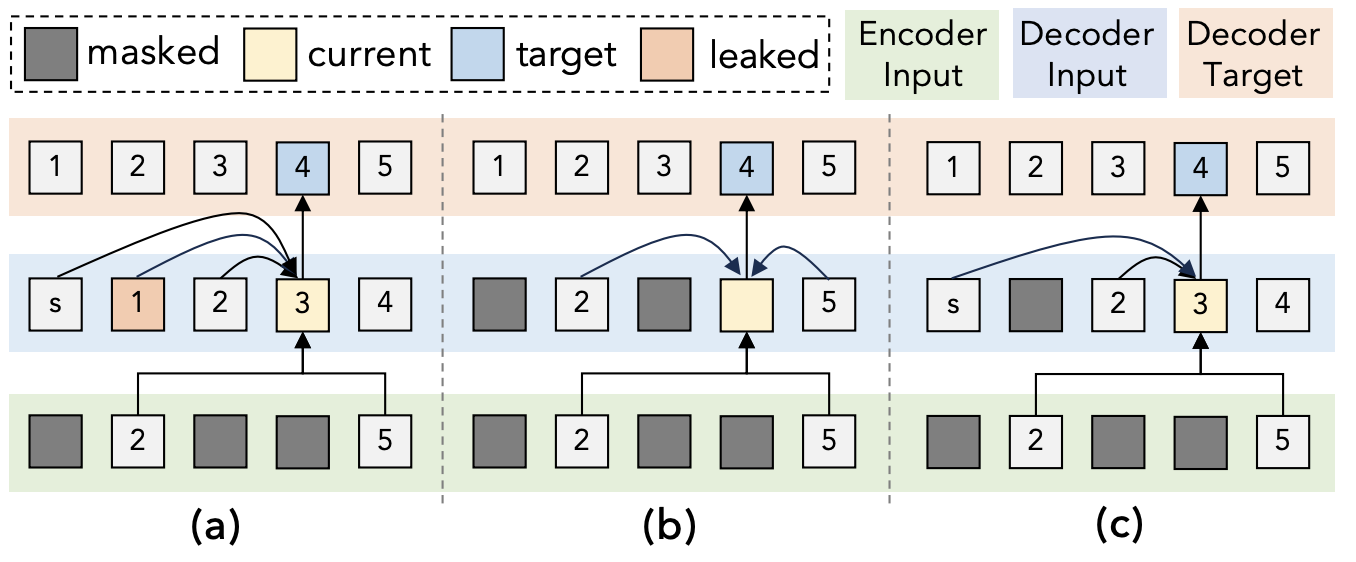 masked current target leaked
Encoder
Input
Decoder
Input
Decoder
Target
1 2 3 4 5 1 2 3 4 5 1 2 3 4 5
s 1 2 3 4 2 5 s 2 3 4
2 5 2 5 2 5
(a) (b) (c)